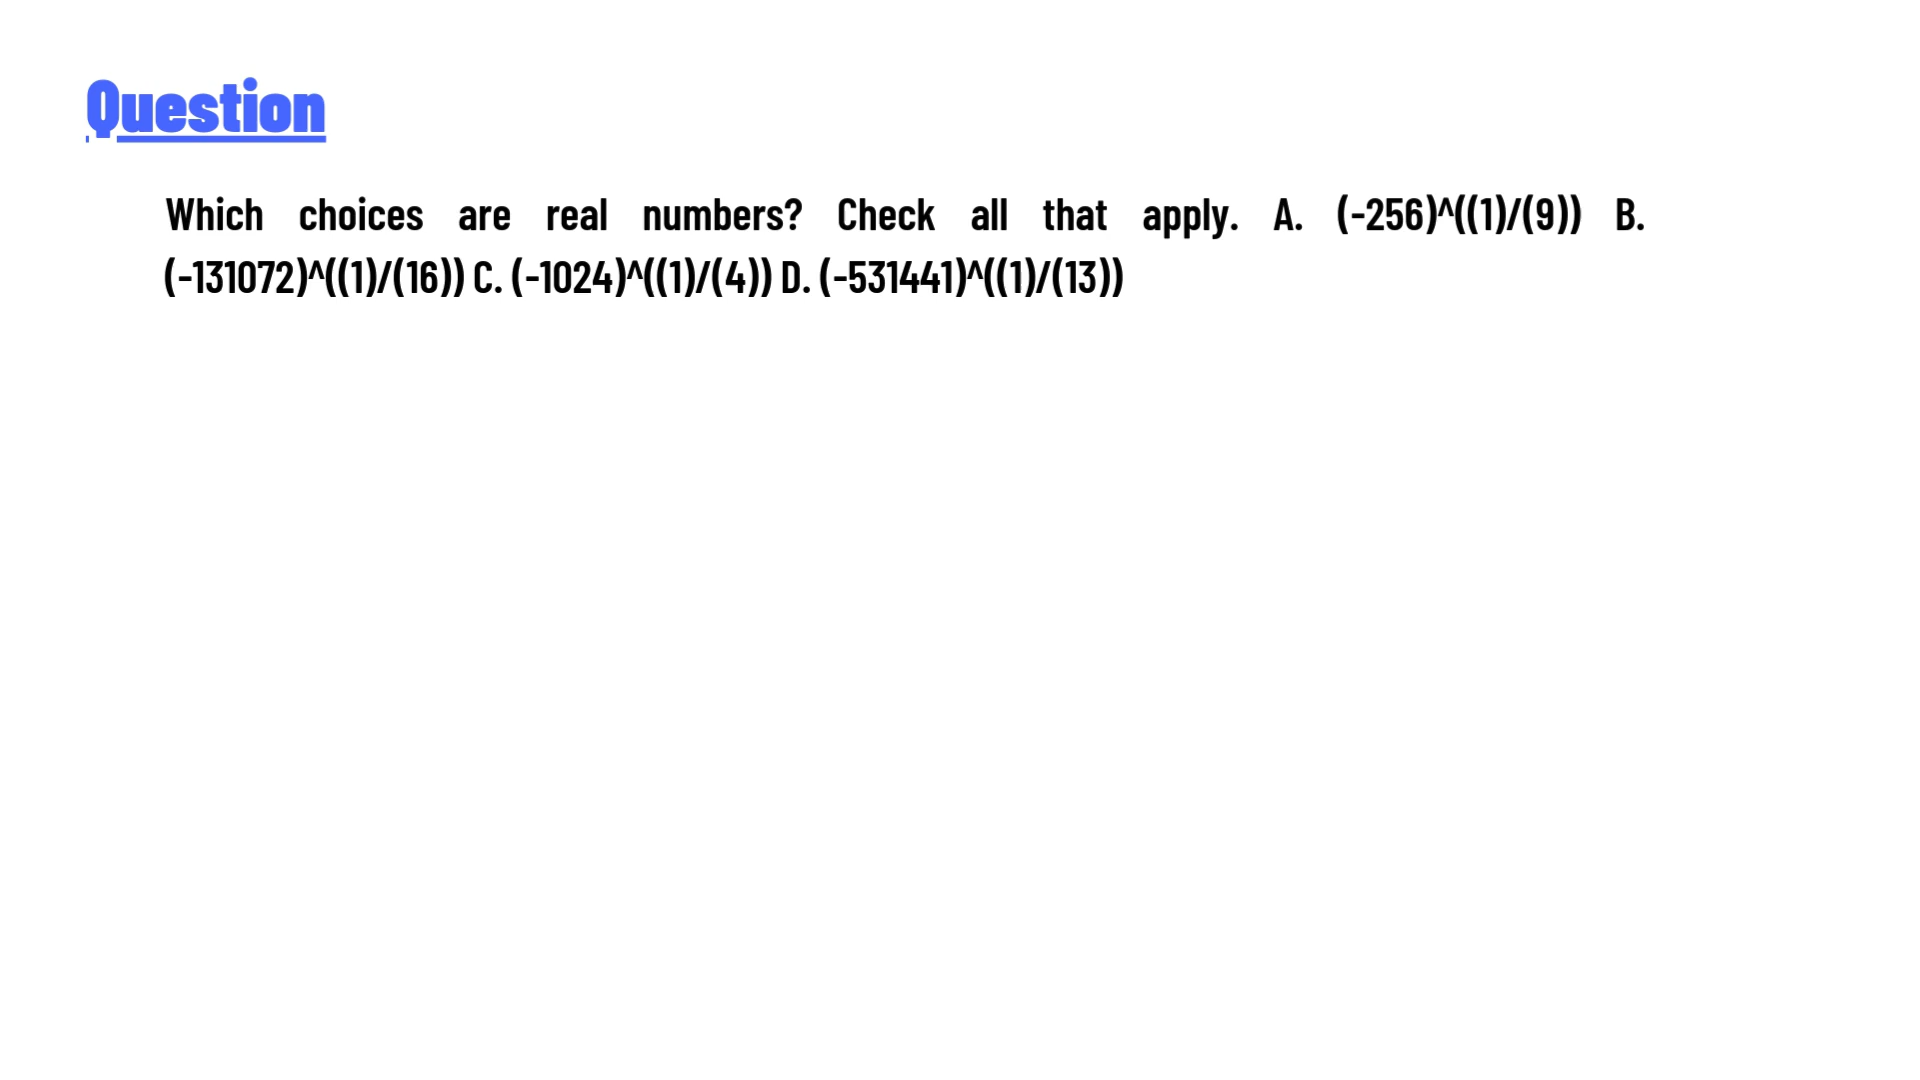 Question
Which choices are real numbers? Check all that apply. A. (-256)^((1)/(9)) B.
(-131072)^((1)/(16)) C. (-1024)^((1)/(4)) D. (-531441)^((1)/(13))